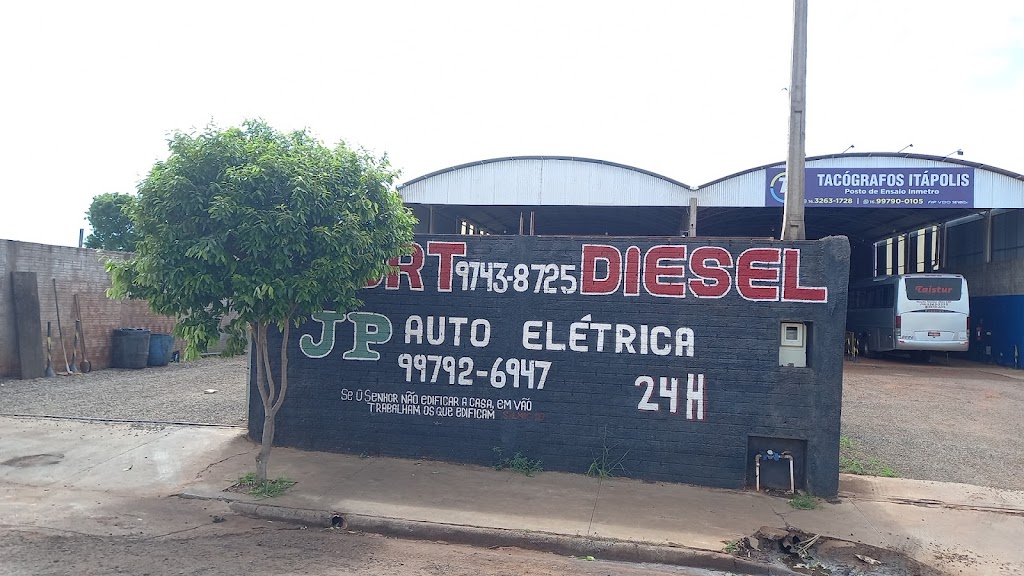 TACÓGRAFOS ITÁPOLIS
Posto de Ensaio Inmetro
3263-1728 | 99790-0105
RT 9743-8725 DIESEL
JP AUTO ELÉTRICA
99792-6947
24H
SE O SENHOR NÃO EDIFICAR A CASA, EM VÃO
TRABALHAM OS QUE EDIFICAM